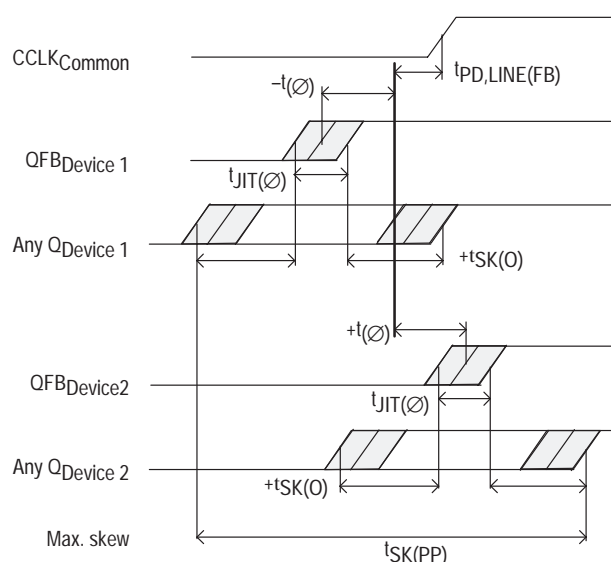 CCLKCommon
tPD,LINE(FB)
–t(∅)
QFBDevice 1
tJIT(∅)
Any QDevice 1
+tSK(O)
+t(∅)
QFBDevice2
tJIT(∅)
Any QDevice 2
+tSK(O)
Max. skew
tSK(PP)